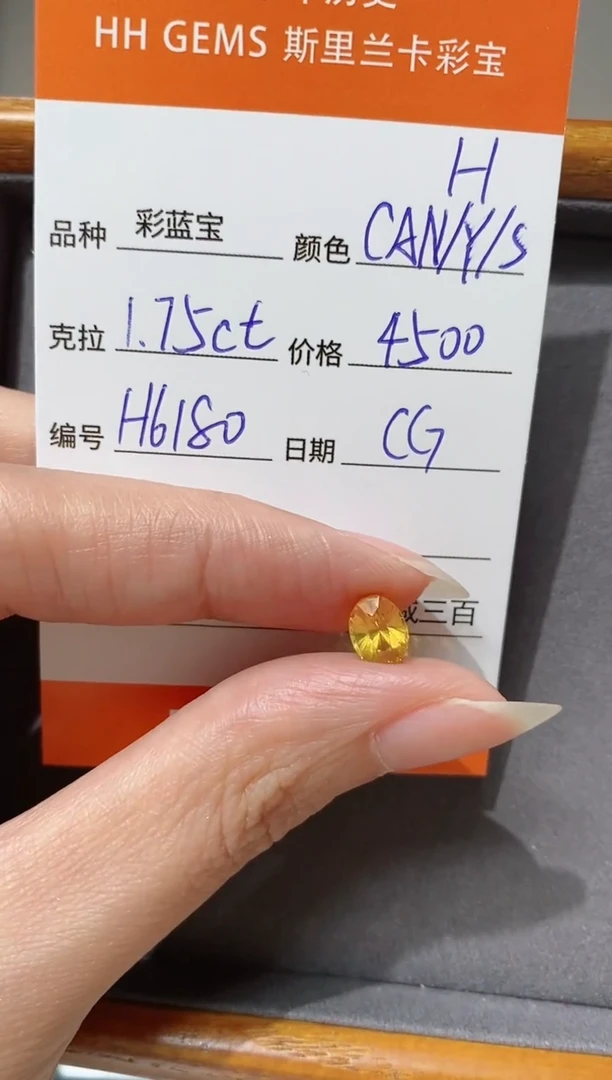 HH GEMS 斯里兰卡彩宝
H
品种 彩蓝宝 颜色 CAN/Y/S
克拉 1.75ct 价格 4500
编号 H6180 日期 CG
三百